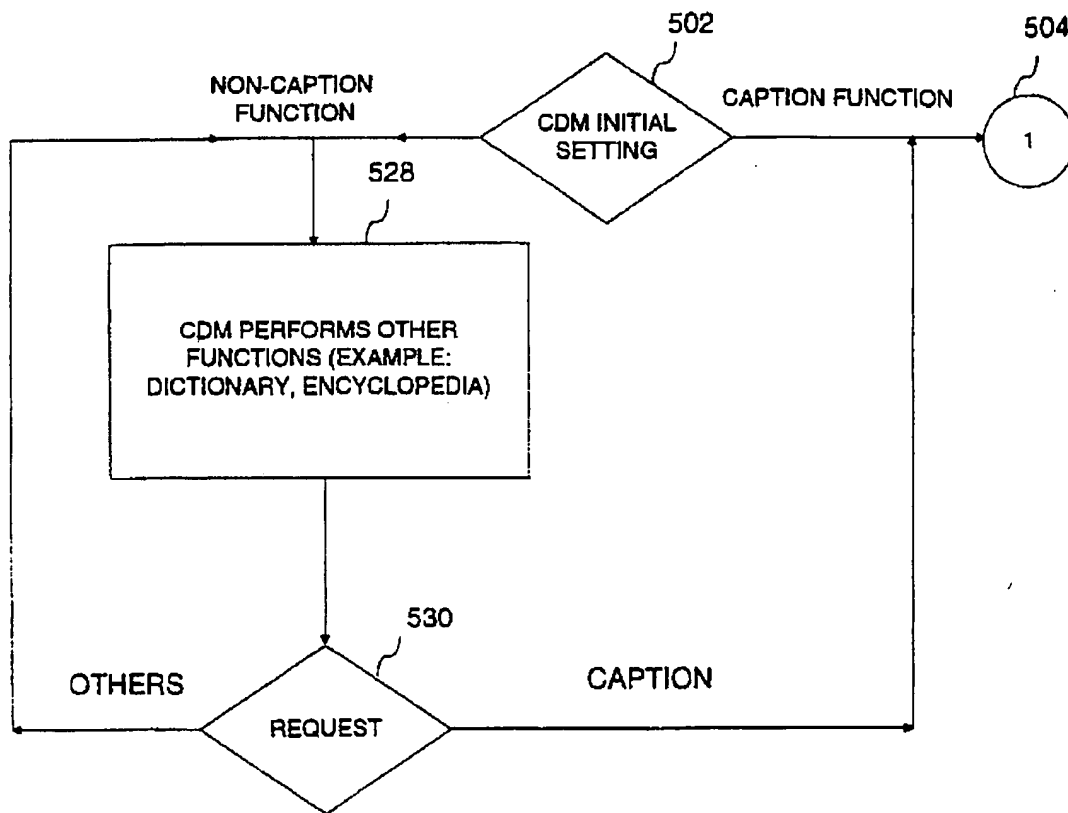 502
504
NON-CAPTION
FUNCTION
CAPTION FUNCTION
CDM INITIAL
SETTING
1
528
CDM PERFORMS OTHER
FUNCTIONS (EXAMPLE:
DICTIONARY, ENCYCLOPEDIA)
530
OTHERS
CAPTION
REQUEST